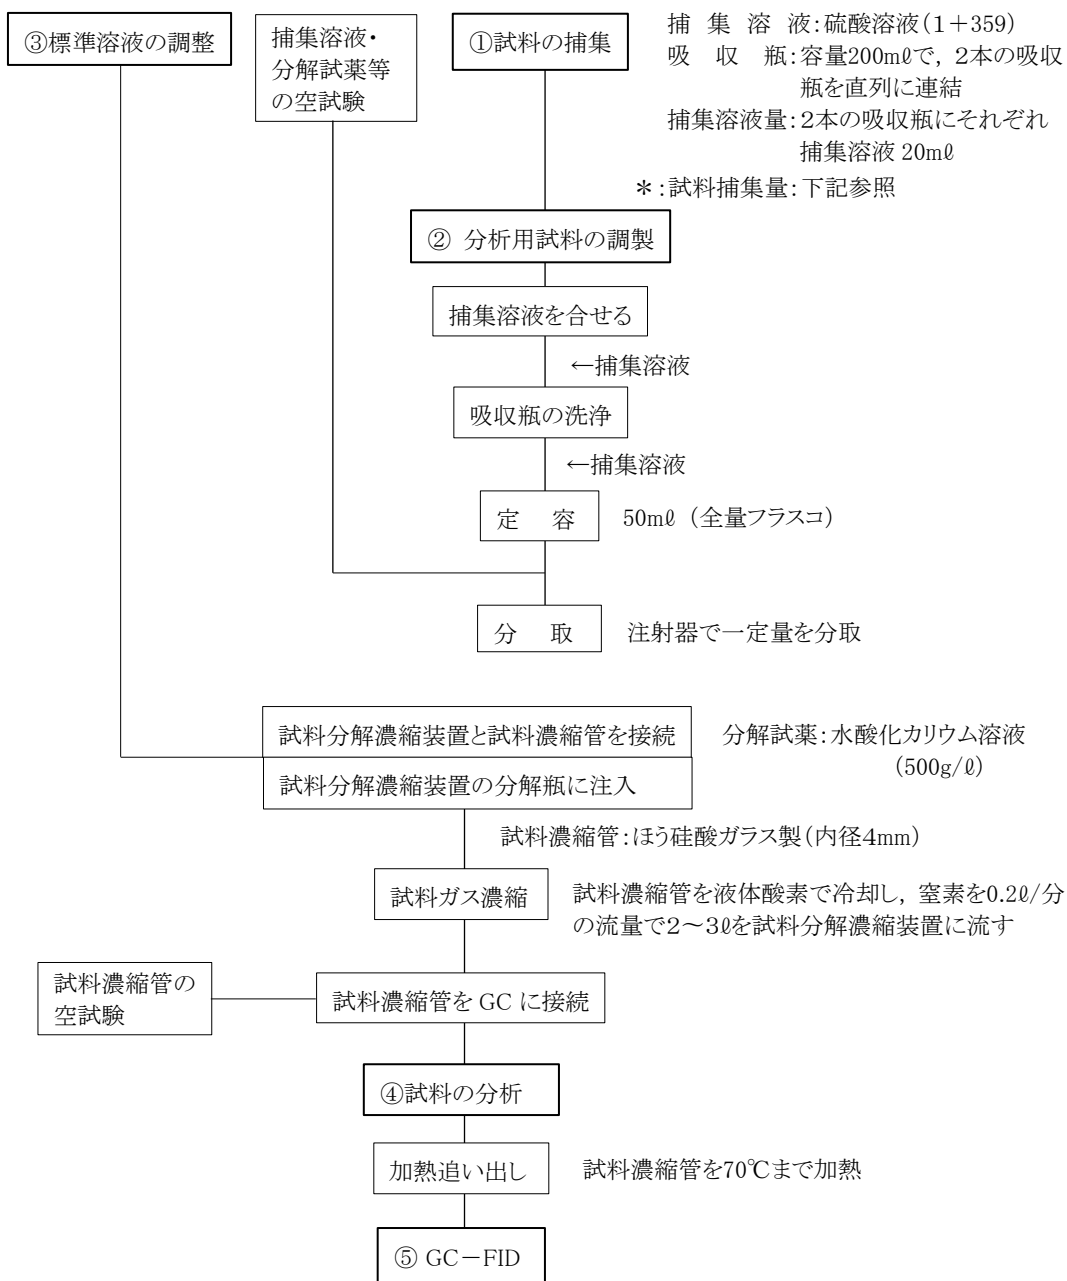 ③標準溶液の調整
捕集溶液・
分解試薬等
の空試験
①試料の捕集
捕 集 溶 液:硫酸溶液(1+359)
吸 収 瓶:容量200mℓで,2本の吸収
瓶を直列に連結
捕集溶液量:2本の吸収瓶にそれぞれ
捕集溶液 20mℓ
＊:試料捕集量:下記参照
② 分析用試料の調製
捕集溶液を合せる
←捕集溶液
吸収瓶の洗浄
←捕集溶液
定 容
50mℓ (全量フラスコ)
分 取
注射器で一定量を分取
試料分解濃縮装置と試料濃縮管を接続
分解試薬:水酸化カリウム溶液
(500g/ℓ)
試料分解濃縮装置の分解瓶に注入
試料濃縮管:ほう硅酸ガラス製(内径4mm)
試料ガス濃縮
試料濃縮管を液体酸素で冷却し,窒素を0.2ℓ/分
の流量で2～3ℓを試料分解濃縮装置に流す
試料濃縮管の
空試験
試料濃縮管を GC に接続
④試料の分析
加熱追い出し
試料濃縮管を70℃まで加熱
⑤ GC－FID